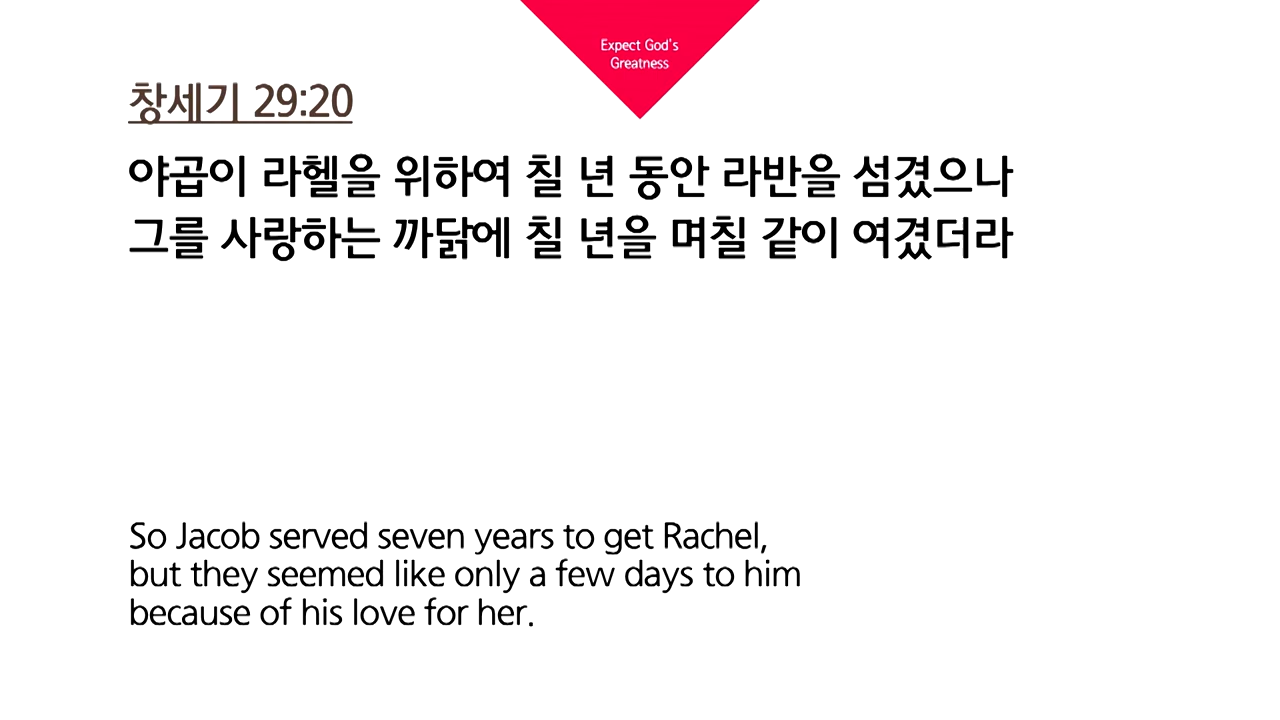 Expect God's
Greatness
창세기 29:20
야곱이 라헬을 위하여 칠 년 동안 라반을 섬겼으나
그를 사랑하는 까닭에 칠 년을 며칠 같이 여겼더라
So Jacob served seven years to get Rachel,
but they seemed like only a few days to him
because of his love for her.